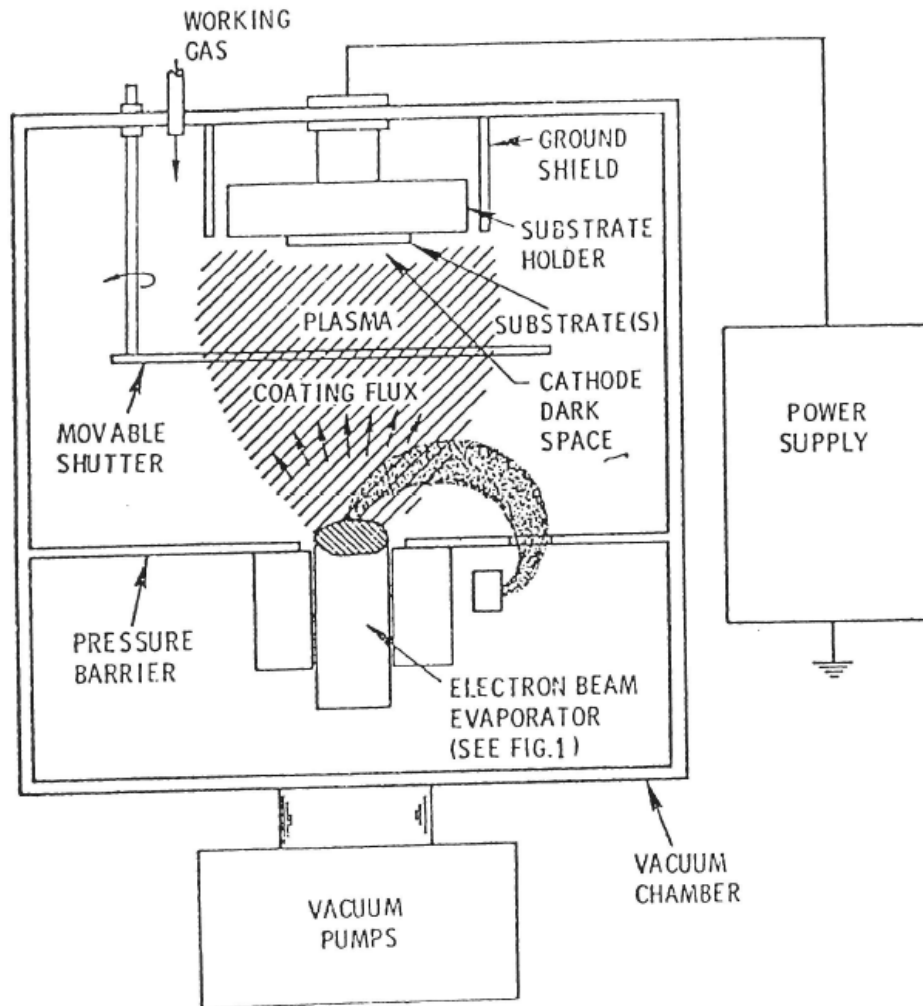 WORKING
GAS
GROUND
SHIELD
SUBSTRATE
HOLDER
PLASMA
SUBSTRATE(S)
COATING FLUX
CATHODE
DARK
SPACE
MOVABLE
SHUTTER
POWER
SUPPLY
PRESSURE
BARRIER
ELECTRON BEAM
EVAPORATOR
(SEE FIG.1)
VACUUM
CHAMBER
VACUUM
PUMPS